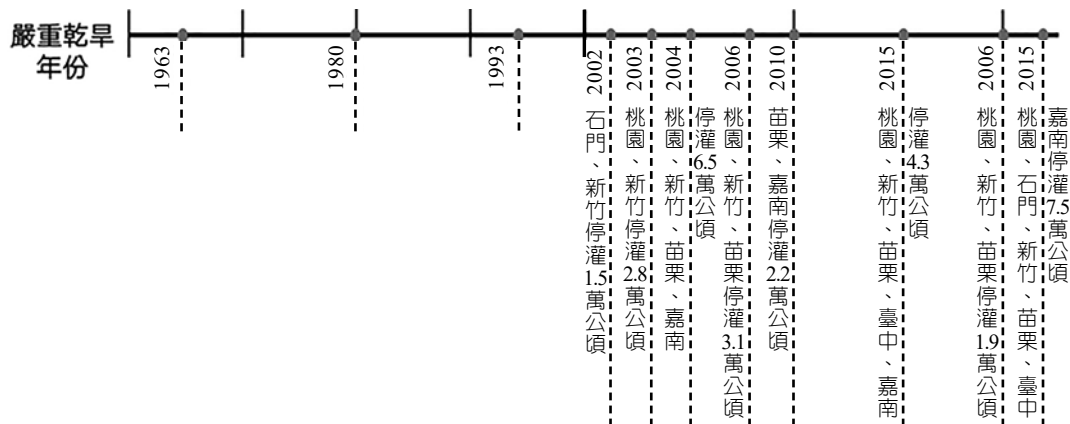 嚴重乾旱
年份
1963
1980
1993
2002
石門、新竹停灌1.5萬公頃
2003
桃園、新竹停灌2.8萬公頃
2004
桃園、新竹、苗栗、嘉南
停灌6.5萬公頃
2006
桃園、新竹、苗栗停灌3.1萬公頃
2010
苗栗、嘉南停灌2.2萬公頃
2015
桃園、新竹、苗栗、臺中、嘉南
停灌4.3萬公頃
2006
桃園、新竹、苗栗停灌1.9萬公頃
2015
桃園、石門、新竹、苗栗、臺中
嘉南停灌7.5萬公頃